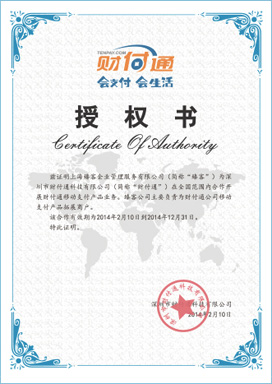 TENPAY.COM
财付通
会支付 会生活
授权书
Certificate Of Authority
兹证明上海臻客企业管理服务有限公司(简称“臻客”)为深
圳市财付通科技有限公司(简称“财付通”)在全国范围内合作开
展财付通移动支付产品业务。臻客公司主要负责为财付通公司移动
支付产品拓展商户。
该合作有效期为2014年2月10日到2014年12月31日。
特此证明。
深圳市财付通科技有限公司
2014年2月10日